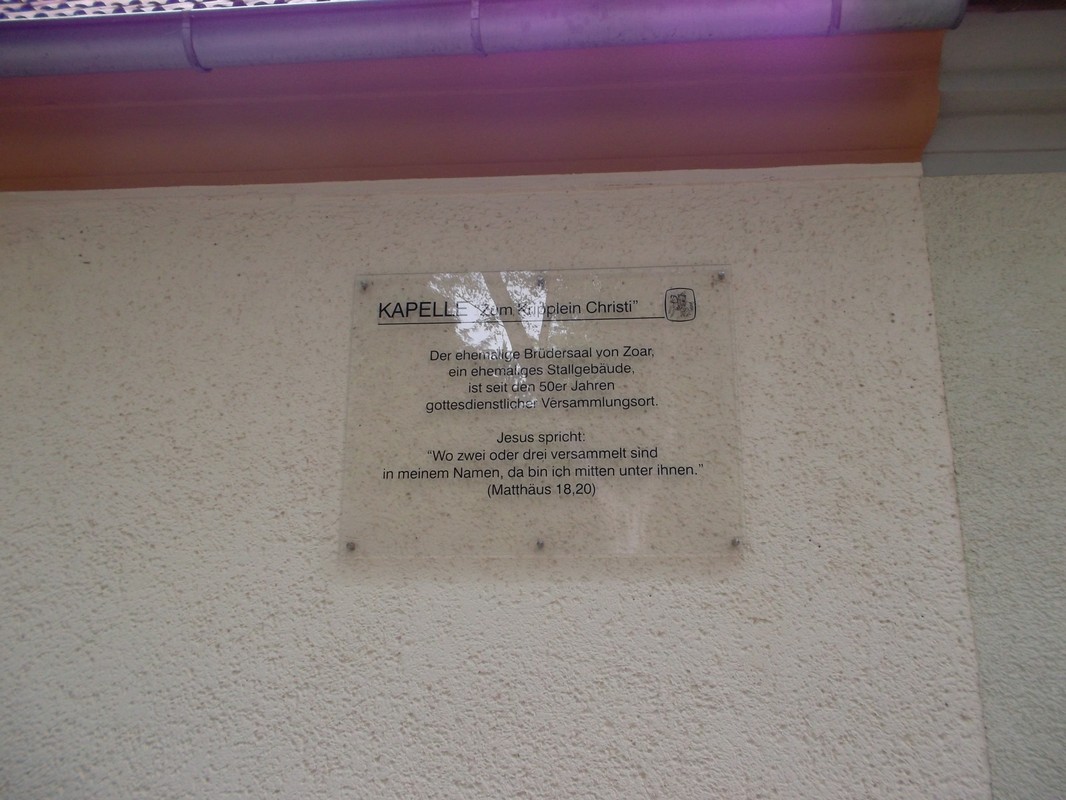 KAPELLE "Zum Kripplein Christi"
Der ehemalige Brüdersaal von Zoar,
ein ehemaliges Stallgebäude,
ist seit den 50er Jahren
gottesdienstlicher Versammlungsort.
Jesus spricht:
"Wo zwei oder drei versammelt sind
in meinem Namen, da bin ich mitten unter ihnen."
(Matthäus 18,20)